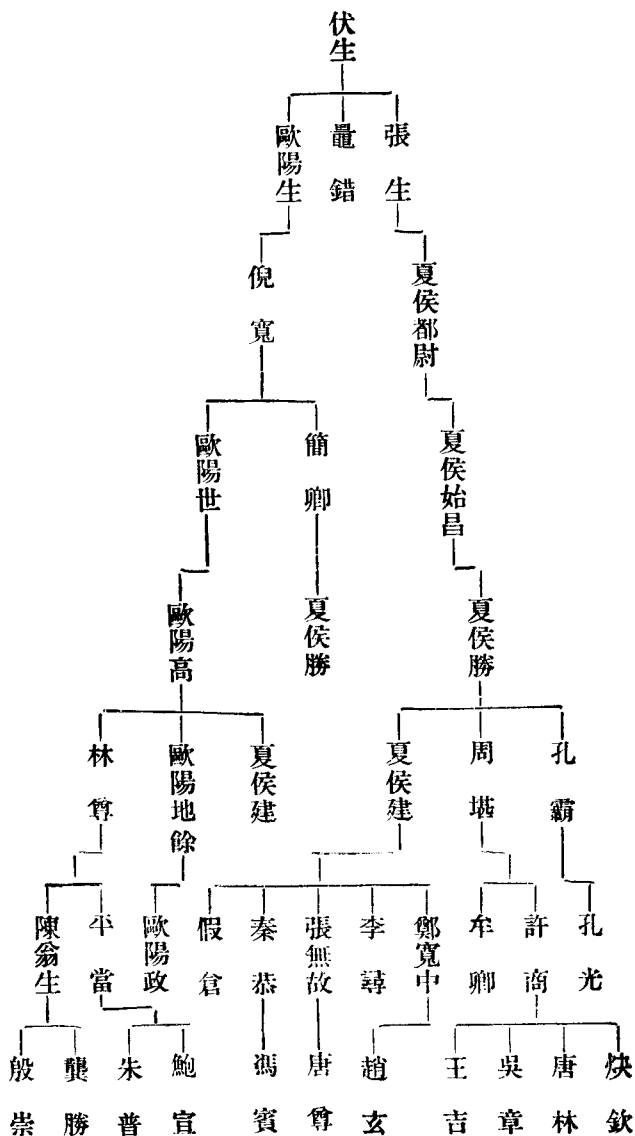 伏生
張生
鼂錯
歐陽生
夏侯都尉
倪寬
夏侯始昌
簡卿
歐陽世
夏侯勝
夏侯勝
歐陽高
孔霸
周堪
夏侯建
夏侯建
歐陽地餘
林尊
孔光
許商
牟卿
鄭寬中
李尋
張無故
秦恭
假倉
歐陽政
平當
陳翁生
炔欽
唐林
吳章
王吉
趙玄
唐尊
馮賓
鮑宣
朱普
龔勝
殷崇